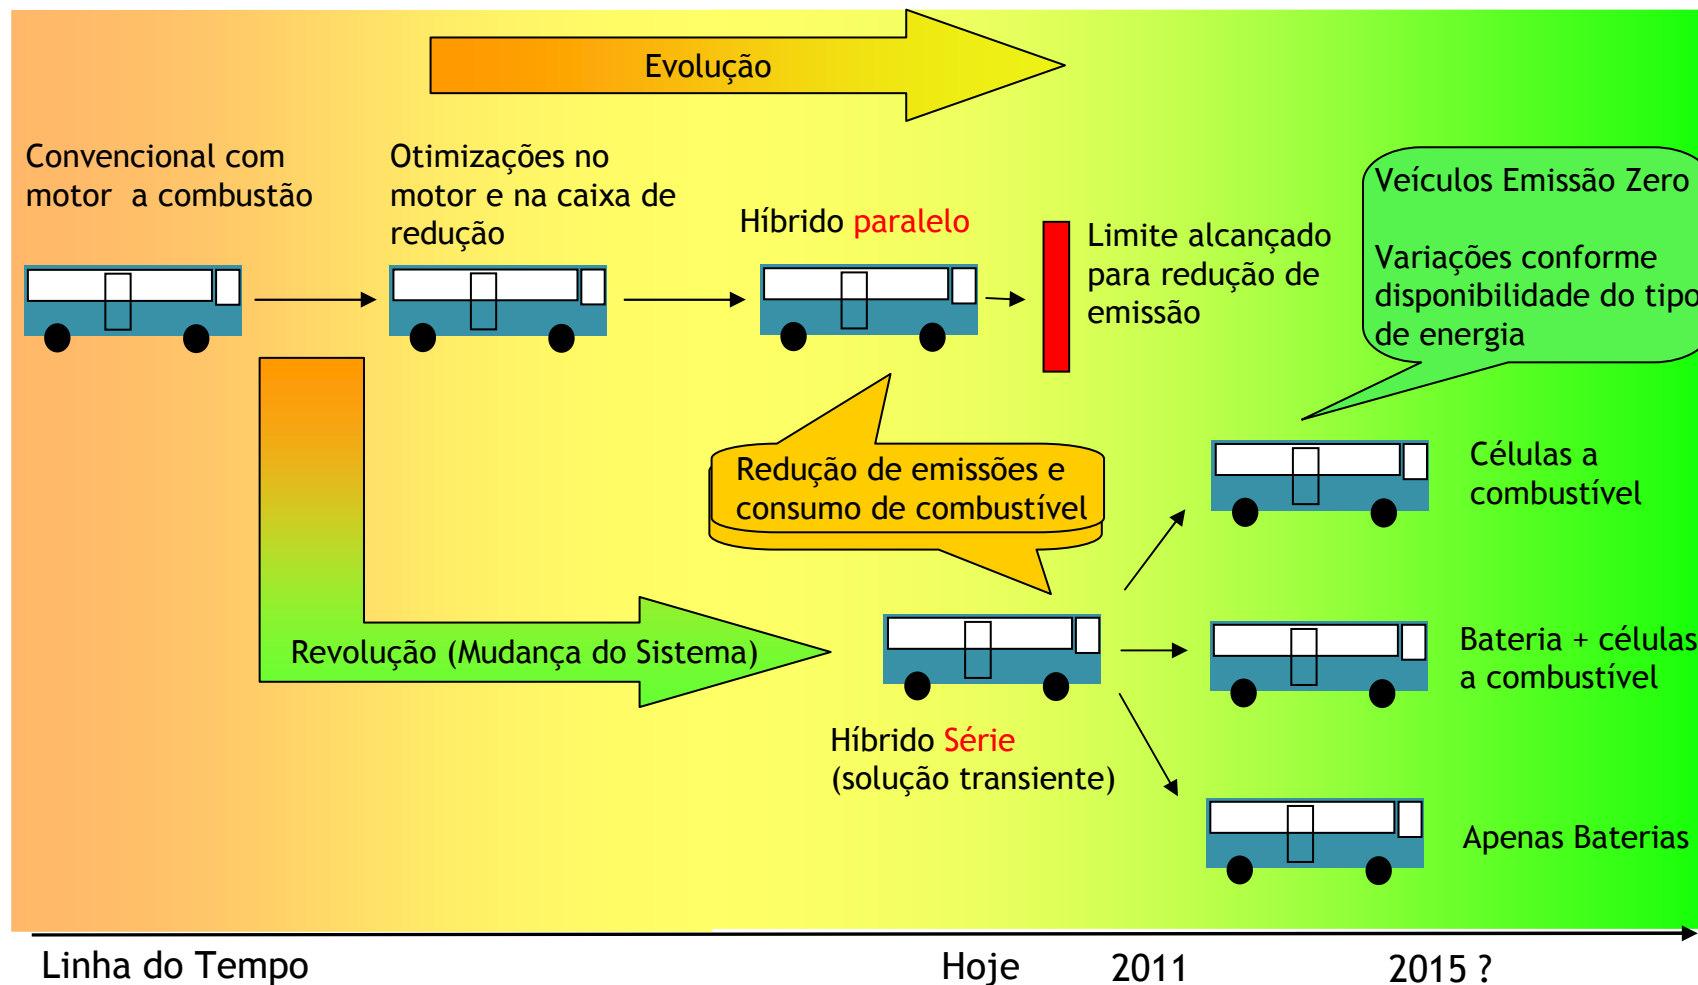 Evolução
Convencional com
motor a combustão
Otimizações no
motor e na caixa de
redução
Híbrido paralelo
Limite alcançado
para redução de
emissão
Veículos Emissão Zero
Variações conforme
disponibilidade do tipo
de energia
Redução de emissões e
consumo de combustível
Células a
combustível
Revolução (Mudança do Sistema)
Bateria + células
a combustível
Híbrido Série
(solução transiente)
Apenas Baterias
Linha do Tempo
Hoje
2011
2015 ?